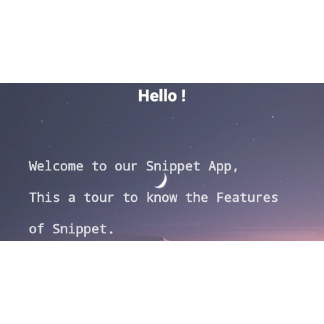 Hello !
Welcome to our Snippet App,
This a tour to know the Features
of Snippet.